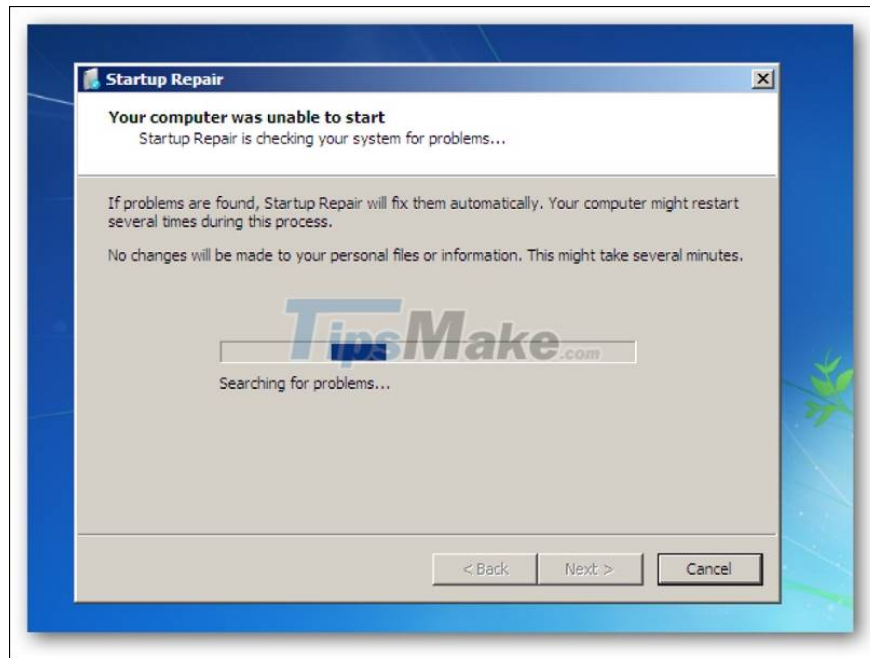 Startup Repair
Your computer was unable to start
Startup Repair is checking your system for problems...
If problems are found, Startup Repair will fix them automatically. Your computer might restart
several times during this process.
No changes will be made to your personal files or information. This might take several minutes.
TipsMake.com
Searching for problems...
< Back
Next >
Cancel